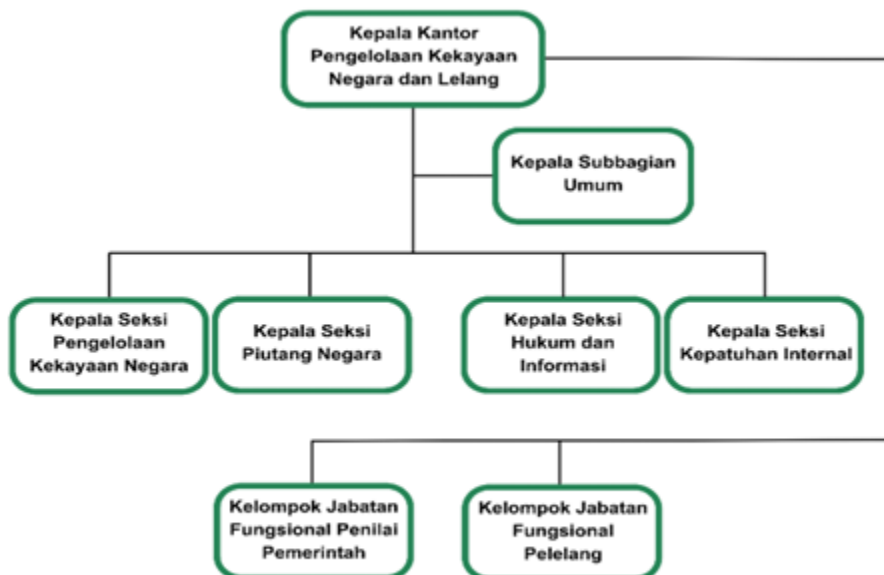 Kepala Kantor
Pengelolaan Kekayaan
Negara dan Lelang
Kepala Subbagian
Umum
Kepala Seksi
Pengelolaan
Kekayaan Negara
Kepala Seksi
Piutang Negara
Kepala Seksi
Hukum dan
Informasi
Kepala Seksi
Kepatuhan Internal
Kelompok Jabatan
Fungsional Penilai
Pemerintah
Kelompok Jabatan
Fungsional
Pelelang